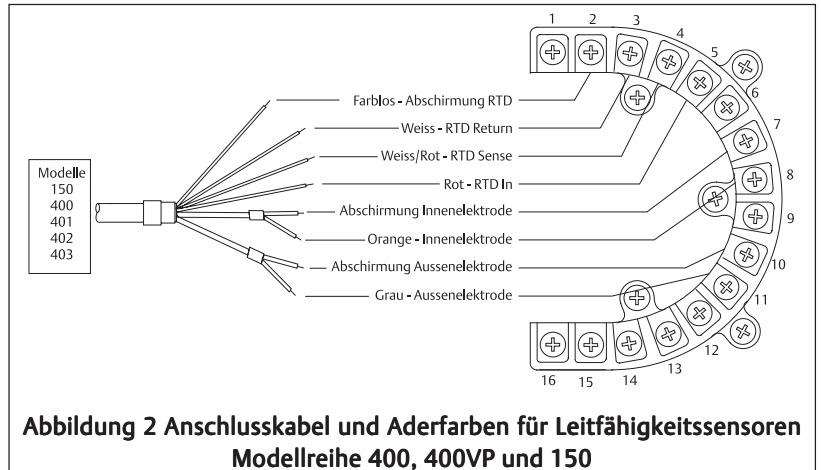 1 2 3 4 5 6 7 8 9 10 11 12 13 14 15 16
Farblos - Abschirmung RTD
Weiss - RTD Return
Weiss/Rot - RTD Sense
Rot - RTD In
Abschirmung Innenelektrode
Orange - Innenelektrode
Abschirmung Aussenelektrode
Grau - Aussenelektrode
Modelle
150
400
401
402
403
Abbildung 2 Anschlusskabel und Aderfarben für Leitfähigkeitssensoren
Modellreihe 400, 400VP und 150